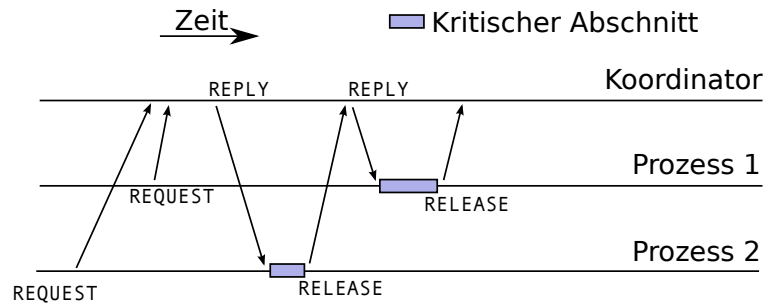 Zeit
Kritischer Abschnitt
Koordinator
REPLY
REPLY
Prozess 1
REQUEST
RELEASE
Prozess 2
REQUEST
RELEASE